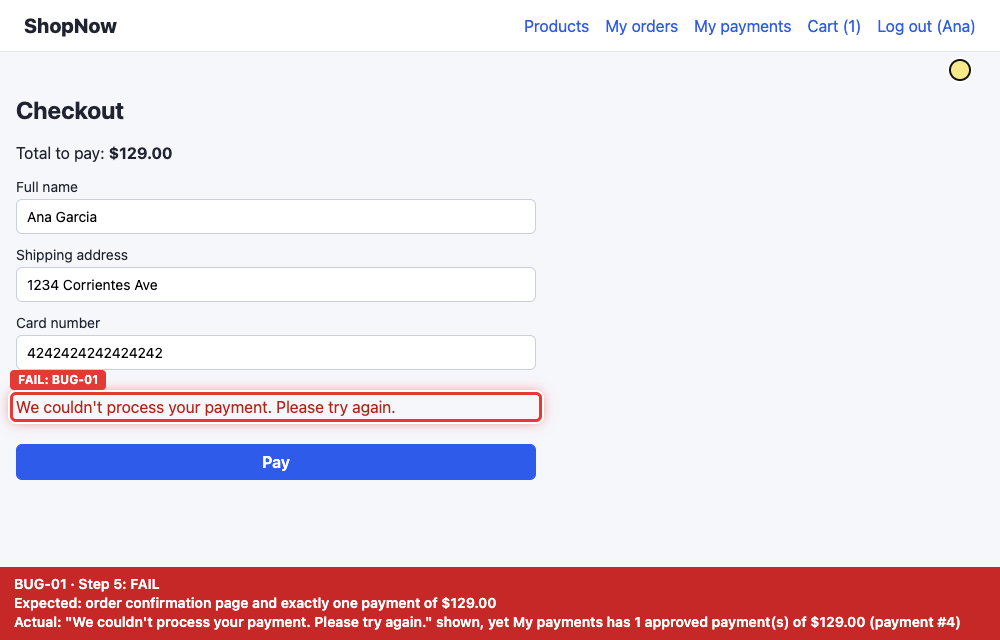 ShopNow
Products My orders My payments Cart (1) Log out (Ana)
Checkout
Total to pay: $129.00
Full name
Ana Garcia
Shipping address
1234 Corrientes Ave
Card number
4242424242424242
FAIL: BUG-01
We couldn't process your payment. Please try again.
Pay
BUG-01 · Step 5: FAIL
Expected: order confirmation page and exactly one payment of $129.00
Actual: "We couldn't process your payment. Please try again." shown, yet My payments has 1 approved payment(s) of $129.00 (payment #4)